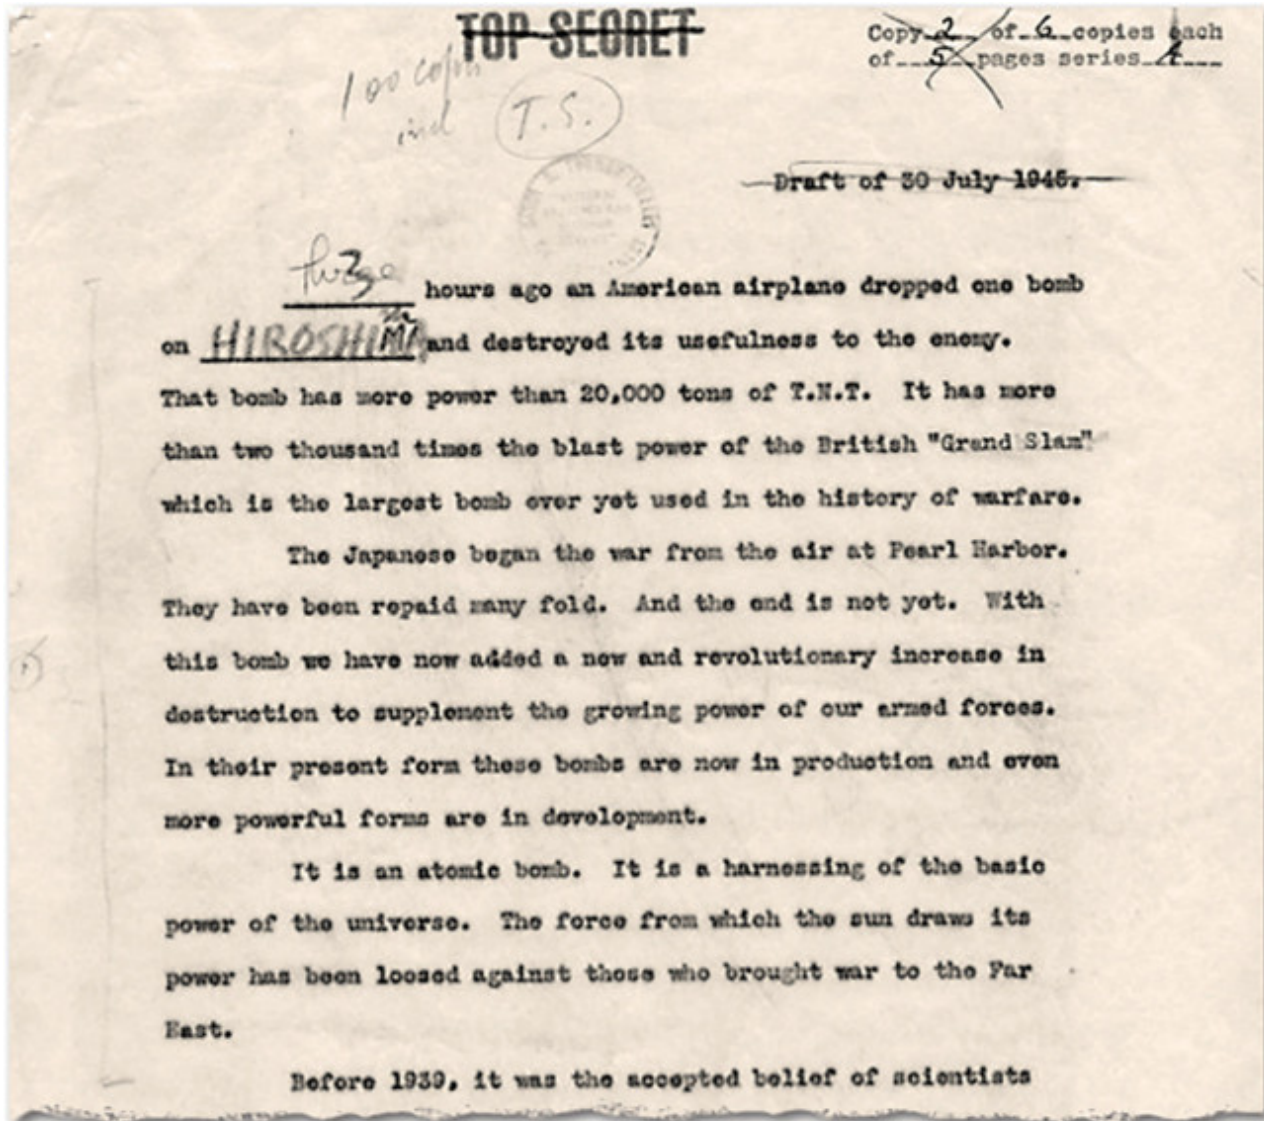 TOP SECRET
Copy 2 of 6 copies each
of 5 pages series A
100 copies
T.S.
Draft of 30 July 1945.
hours ago an American airplane dropped one bomb
on HIROSHIMA and destroyed its usefulness to the enemy.
That bomb has more power than 20,000 tons of T.N.T. It has more
than two thousand times the blast power of the British "Grand Slam"
which is the largest bomb ever yet used in the history of warfare.
The Japanese began the war from the air at Pearl Harbor.
They have been repaid many fold. And the end is not yet. With
this bomb we have now added a new and revolutionary increase in
destruction to supplement the growing power of our armed forces.
In their present form these bombs are now in production and even
more powerful forms are in development.
It is an atomic bomb. It is a harnessing of the basic
power of the universe. The force from which the sun draws its
power has been loosed against those who brought war to the Far
East.
Before 1939, it was the accepted belief of scientists